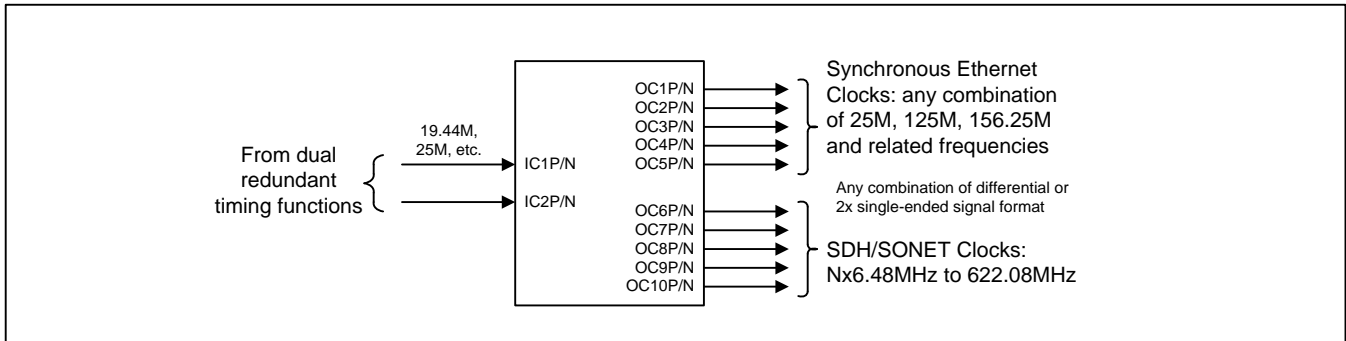 From dual
redundant
timing functions
19.44M,
25M, etc.
IC1P/N
IC2P/N
OC1P/N
OC2P/N
OC3P/N
OC4P/N
OC5P/N
OC6P/N
OC7P/N
OC8P/N
OC9P/N
OC10P/N
Synchronous Ethernet
Clocks: any combination
of 25M, 125M, 156.25M
and related frequencies
Any combination of differential or
2x single-ended signal format
SDH/SONET Clocks:
Nx6.48MHz to 622.08MHz